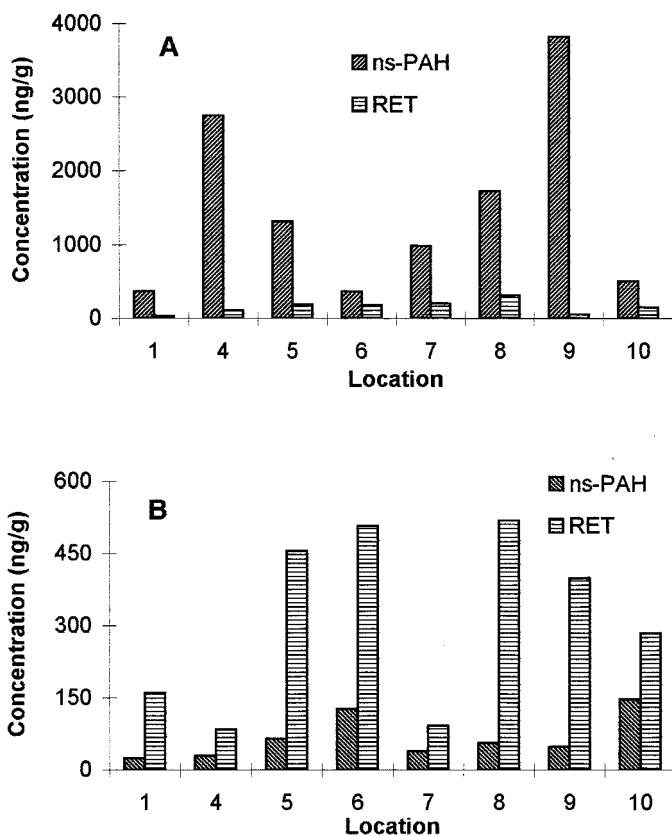 Concentration (ng/g)
4000
3000
2000
1000
0
A
ns-PAH
RET
1 4 5 6 7 8 9 10
Location
Concentration (ng/g)
600
450
300
150
0
B
ns-PAH
RET
1 4 5 6 7 8 9 10
Location